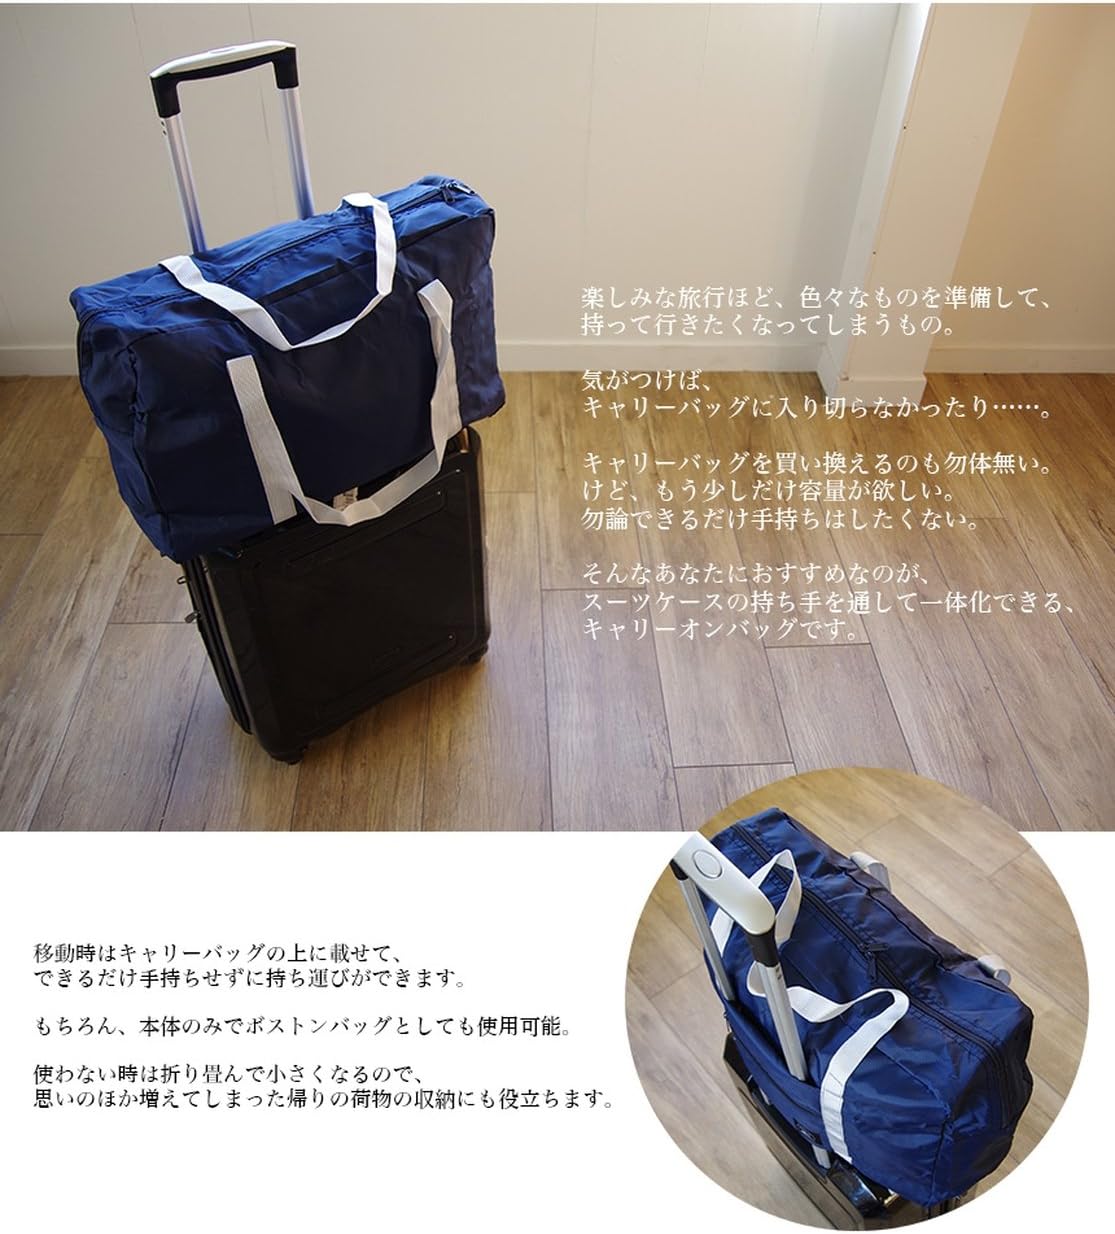 楽しみな旅行ほど、色々なものを準備して、
持って行きたくなってしまうもの。
気がつけば、
キャリーバッグに入り切らなかったり……。
キャリーバッグを買い換えるのも勿体無い。
けど、もう少しだけ容量が欲しい。
勿論できるだけ手持ちはしたくない。
そんなあなたにおすすめなのが、
スーツケースの持ち手を通して一体化できる、
キャリーオンバッグです。
移動時はキャリーバッグの上に載せて、
できるだけ手持ちせずに持ち運びができます。
もちろん、本体のみでボストンバッグとしても使用可能。
使わない時は折り畳んで小さくなるので、
思いのほか増えてしまった帰りの荷物の収納にも役立ちます。